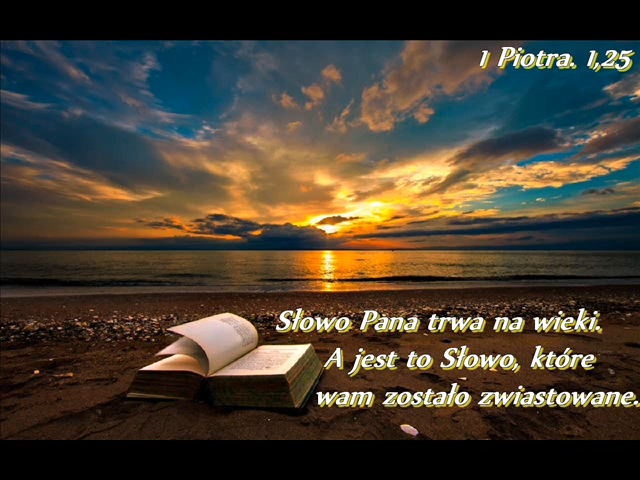 1 Piotra. 1,25
Słowo Pana trwa na wieki.
A jest to Słowo, które
wam zostało zwiastowane.